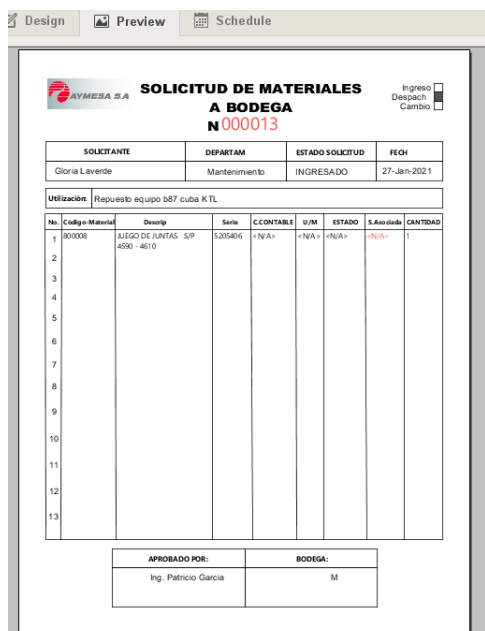 Design Preview Schedule
AYMESA S.A
SOLICITUD DE MATERIALES
A BODEGA
N 000013
Ingreso
Despach
Cambio
SOLICITANTE DEPARTAM ESTADO SOLICITUD FECH
Gloria Laverde Mantenimiento INGRESADO 27-Jan-2021
Utilización: Repuesto equipo b87 cuba KTL
No. Código-Material Descrip Serie C.CONTABLE U/M ESTADO S.Asociada CANTIDAD
1 800008 JUEGO DE JUNTAS S/P 5205406 <N/A> <N/A> <N/A> <N/A> 1
4590 - 4610
2
3
4
5
6
7
8
9
10
11
12
13
APROBADO POR: BODEGA:
Ing. Patricio Garcia M